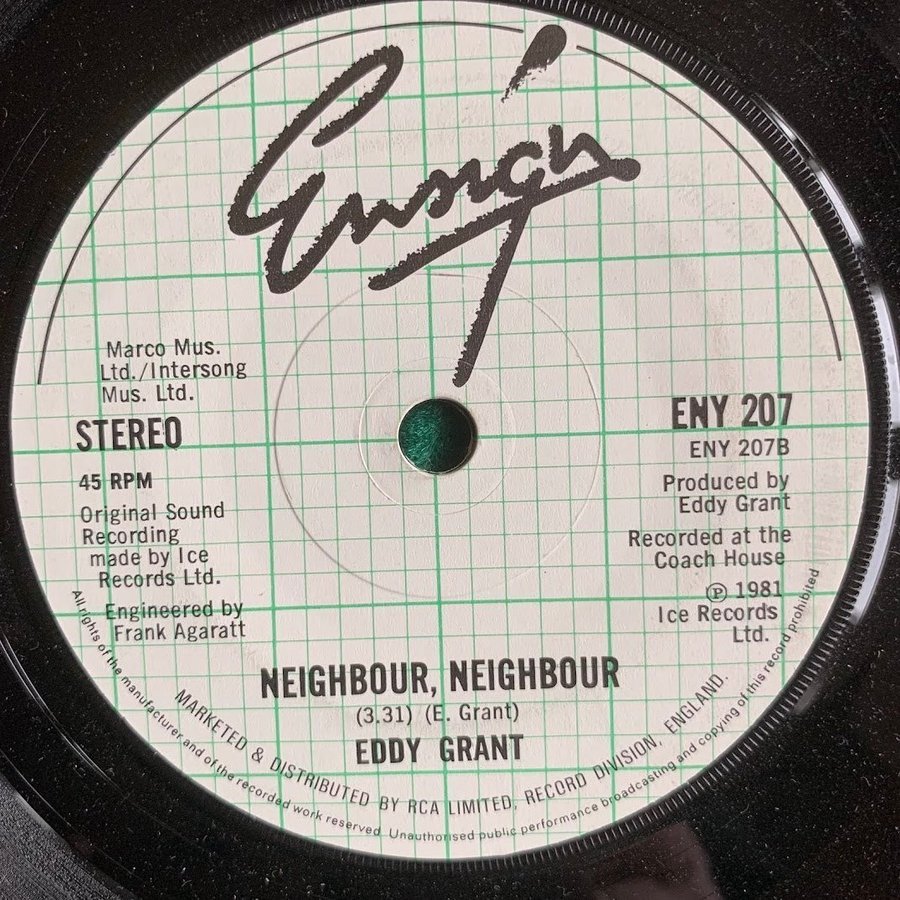 Ensign
Marco Mus.
Ltd./Intersong
Mus. Ltd.
STEREO
45 RPM
Original Sound
Recording
made by Ice
Records Ltd.
Engineered by
Frank Agaratt
ENY 207
ENY 207B
Produced by
Eddy Grant
Recorded at the
Coach House
℗ 1981
Ice Records
Ltd.
NEIGHBOUR, NEIGHBOUR
(3.31) (E. Grant)
EDDY GRANT
MARKETED & DISTRIBUTED BY RCA LIMITED, RECORD DIVISION, ENGLAND.
All rights of the manufacturer and of the recorded work reserved. Unauthorised public performance broadcasting and copying of this record prohibited